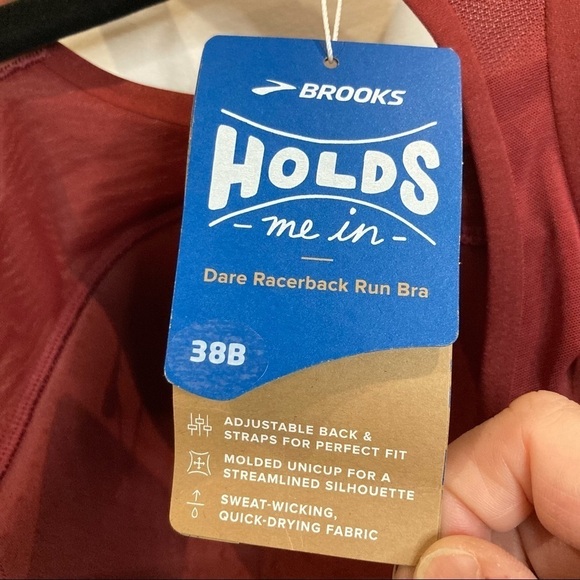 BROOKS
HOLDS
- me in -
Dare Racerback Run Bra
38B
ADJUSTABLE BACK &
STRAPS FOR PERFECT FIT
MOLDED UNICUP FOR A
STREAMLINED SILHOUETTE
SWEAT-WICKING,
QUICK-DRYING FABRIC